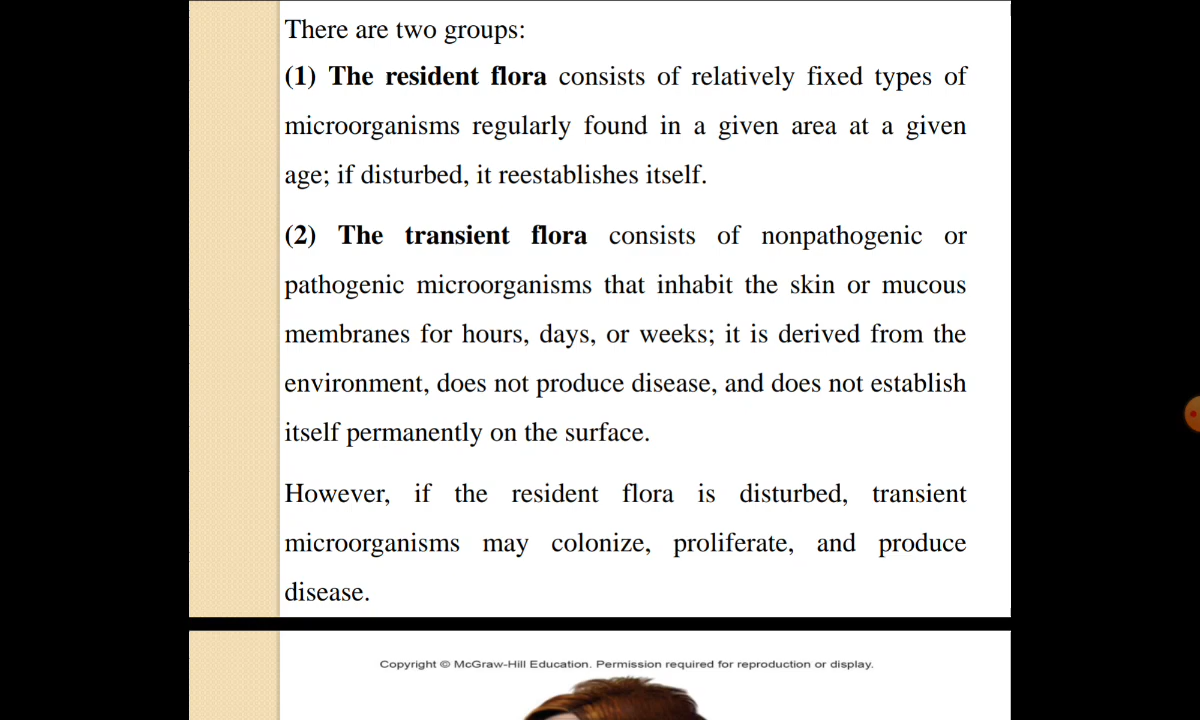 There are two groups:
(1) The resident flora consists of relatively fixed types of
microorganisms regularly found in a given area at a given
age; if disturbed, it reestablishes itself.
(2) The transient flora consists of nonpathogenic or
pathogenic microorganisms that inhabit the skin or mucous
membranes for hours, days, or weeks; it is derived from the
environment, does not produce disease, and does not establish
itself permanently on the surface.
However, if the resident flora is disturbed, transient
microorganisms may colonize, proliferate, and produce
disease.
Copyright © McGraw-Hill Education. Permission required for reproduction or display.